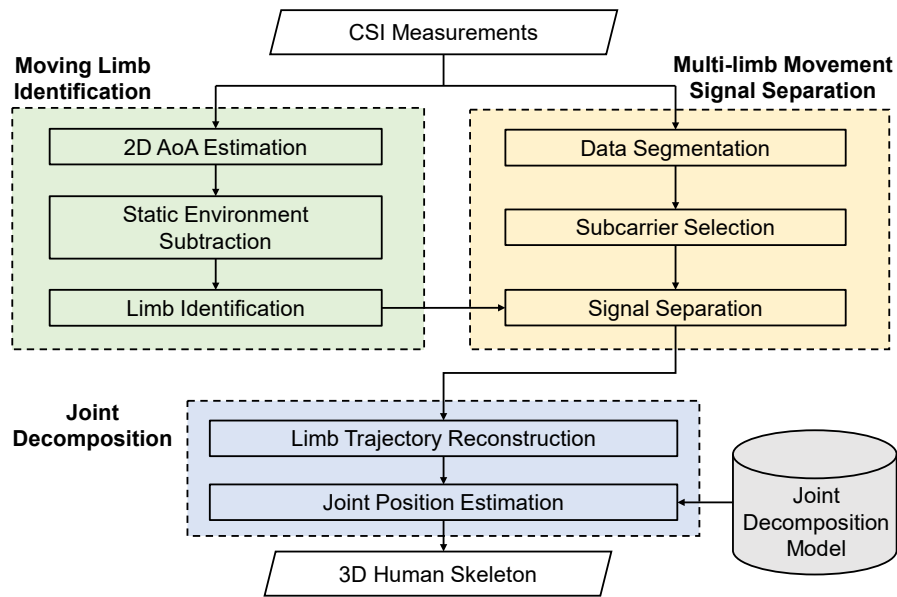 CSI Measurements
Moving Limb
Identification
2D AoA Estimation
Static Environment
Subtraction
Limb Identification
Multi-limb Movement
Signal Separation
Data Segmentation
Subcarrier Selection
Signal Separation
Joint
Decomposition
Limb Trajectory Reconstruction
Joint Position Estimation
Joint
Decomposition
Model
3D Human Skeleton